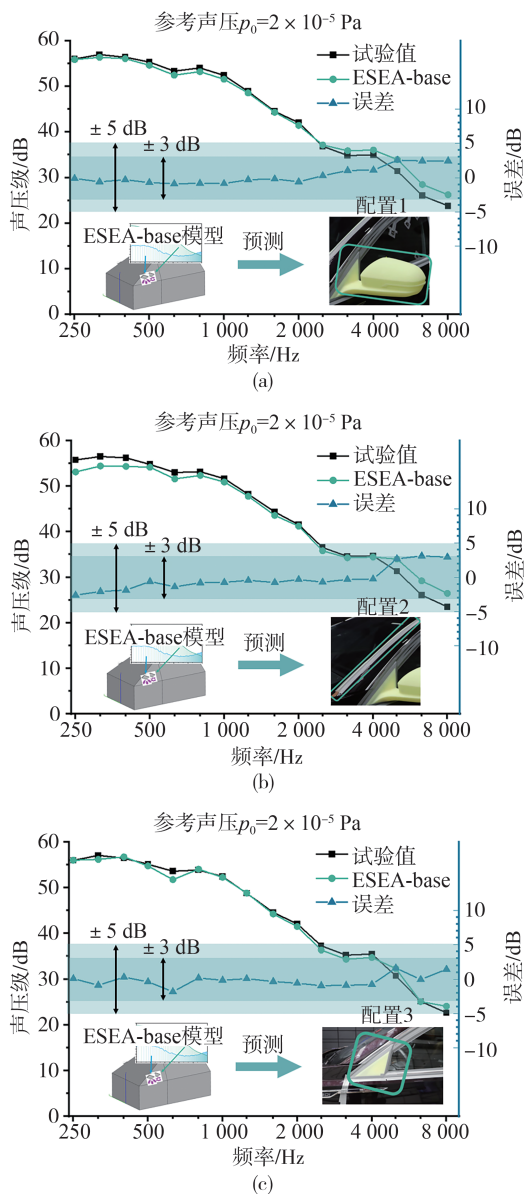 参考声压p₀=2 × 10⁻⁵ Pa
60
50
40
30
20
10
0
声压级/dB
试验值
ESEA-base
误差
± 5 dB
± 3 dB
10
5
0
−5
−10
误差/dB
ESEA-base模型
预测
配置1
250
500
1 000
2 000
4 000
8 000
频率/Hz
(a)
参考声压p₀=2 × 10⁻⁵ Pa
60
50
40
30
20
10
0
声压级/dB
试验值
ESEA-base
误差
± 5 dB
± 3 dB
10
5
0
−5
−10
误差/dB
ESEA-base模型
预测
配置2
250
500
1 000
2 000
4 000
8 000
频率/Hz
(b)
参考声压p₀=2 × 10⁻⁵ Pa
60
50
40
30
20
10
0
声压级/dB
试验值
ESEA-base
误差
± 5 dB
± 3 dB
10
5
0
−5
−10
误差/dB
ESEA-base模型
预测
配置3
250
500
1 000
2 000
4 000
8 000
频率/Hz
(c)